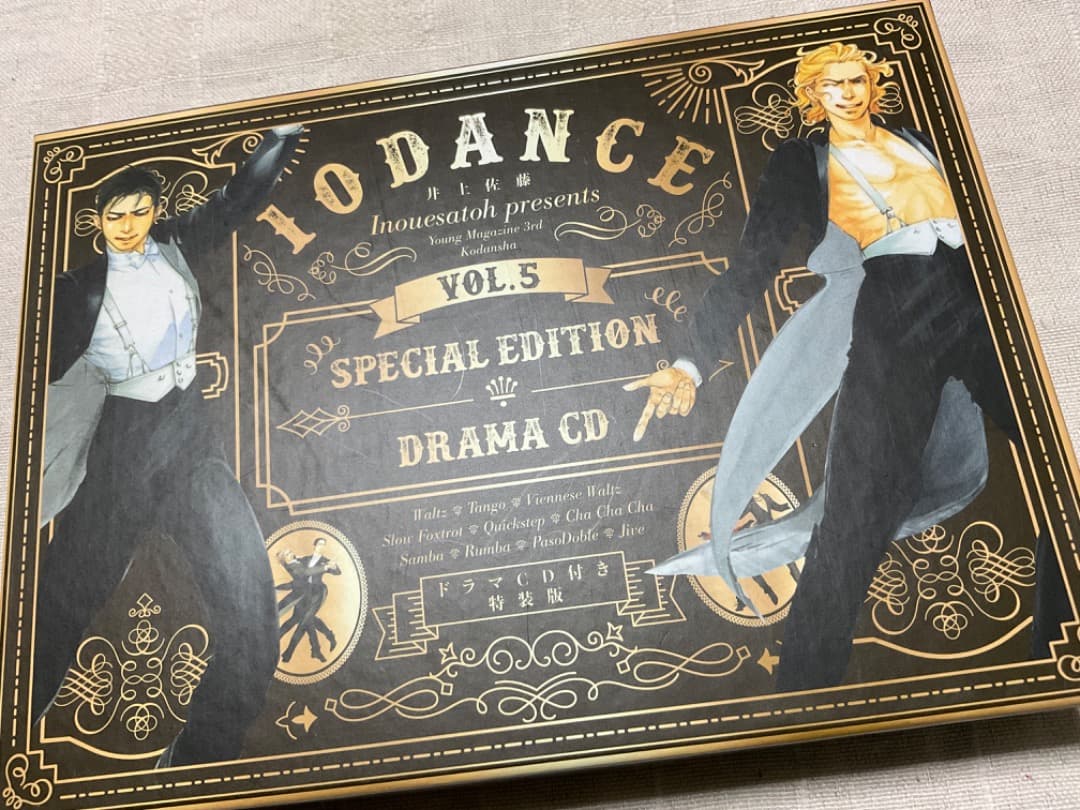 10DANCE
井上佐藤
Inouesatoh presents
Young Magazine 3rd
Kodansha
VOL.5
SPECIAL EDITION
DRAMA CD
Waltz Tango Viennese Waltz
Slow Foxtrot Quickstep Cha Cha Cha
Samba Rumba PasoDoble Jive
ドラマCD付き
特装版